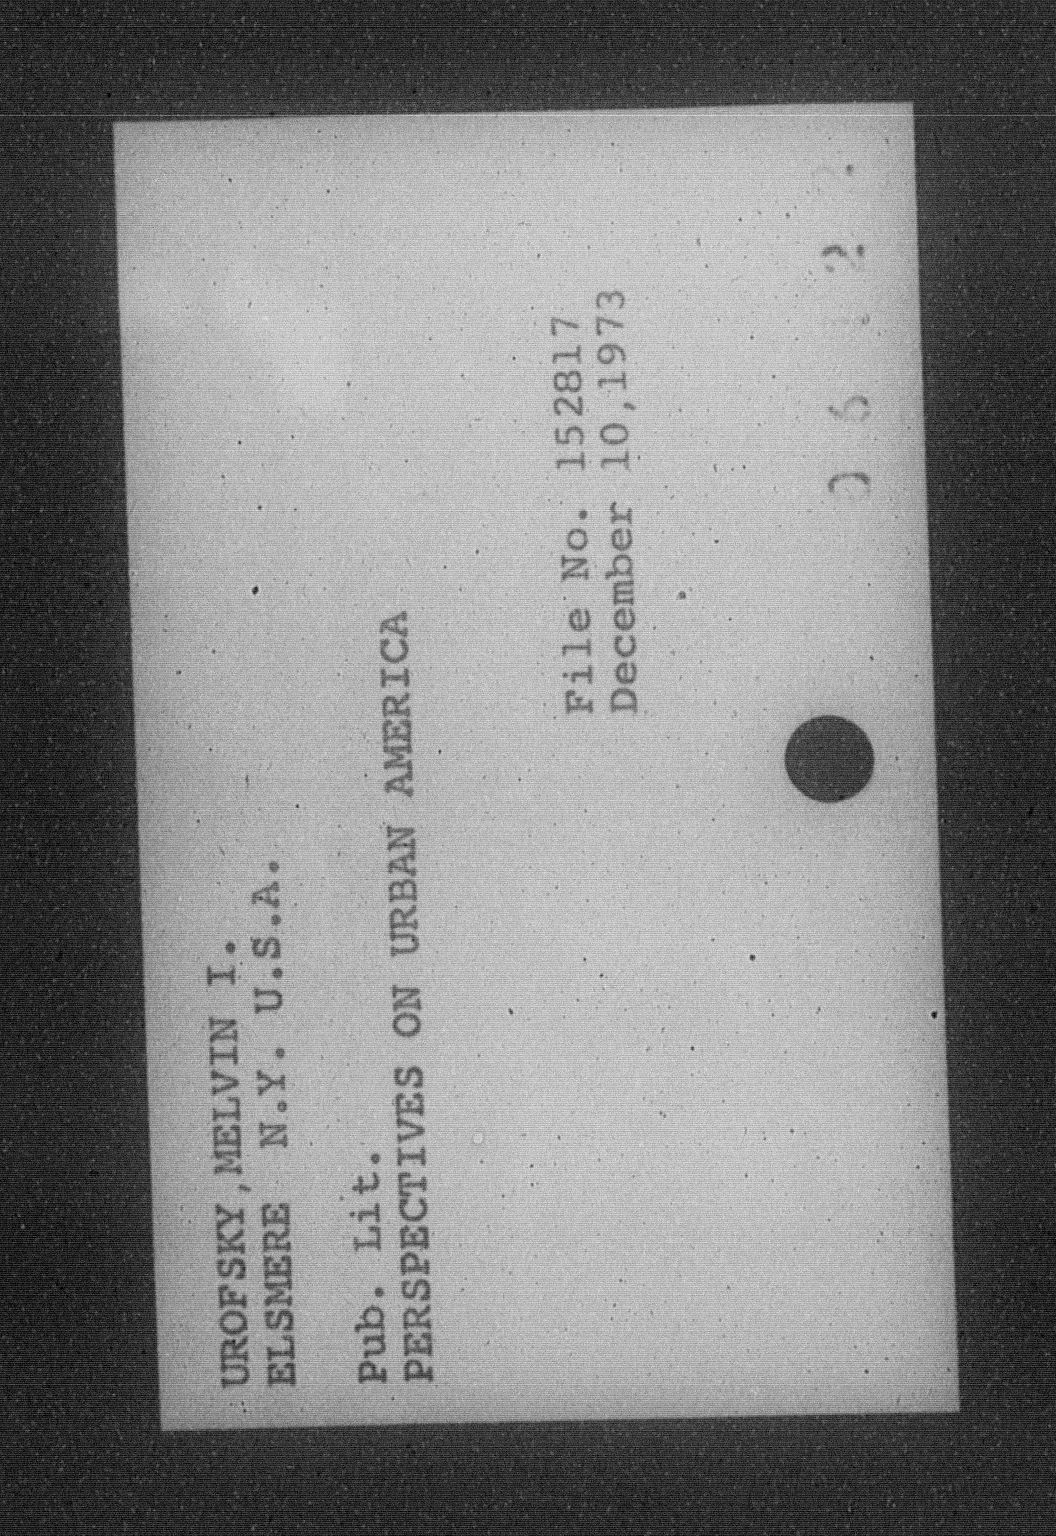 UROFSKY,MELVIN I.
ELSMERE N.Y. U.S.A.
Pub. Lit.
PERSPECTIVES ON URBAN AMERICA
File No. 152817
December 10,1973